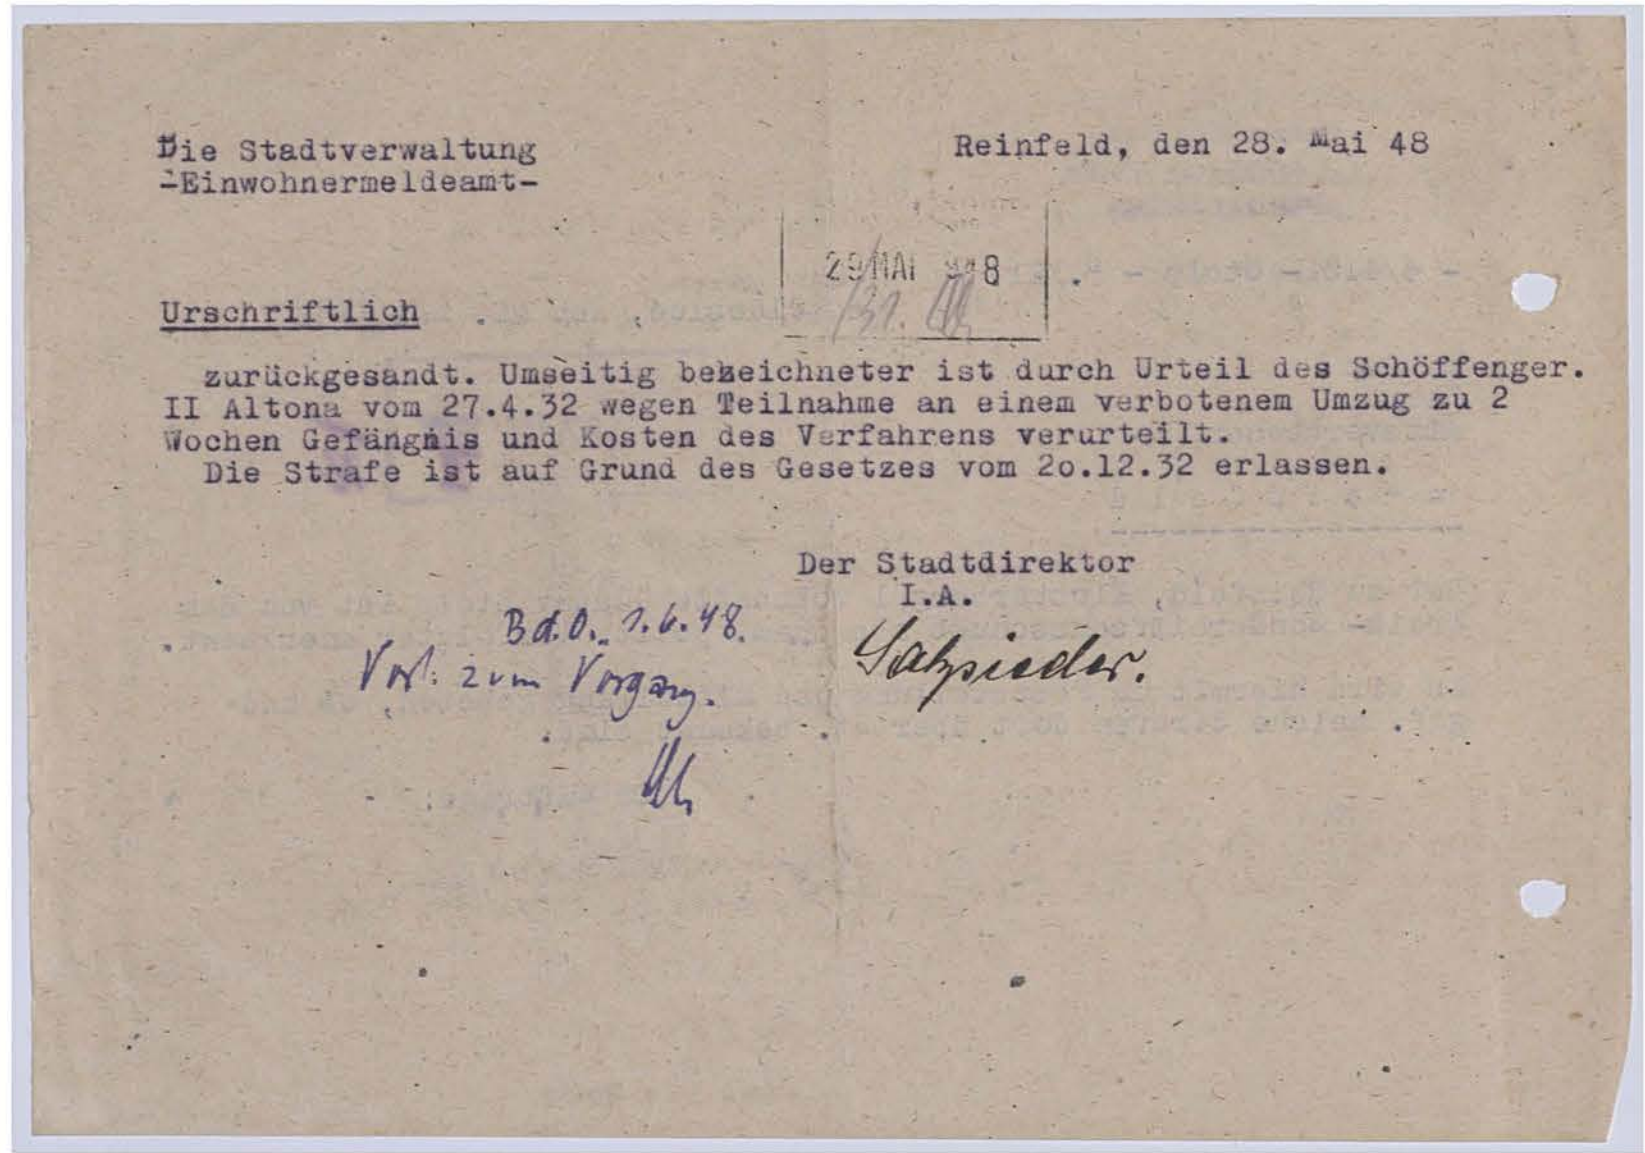 Die Stadtverwaltung
-Einwohnermeldeamt-
Reinfeld, den 28. Mai 48
29 MAI 1948
/31.
Urschriftlich
zurückgesandt. Umseitig bezeichneter ist durch Urteil des Schöffenger.
II Altona vom 27.4.32 wegen Teilnahme an einem verbotenem Umzug zu 2
Wochen Gefängnis und Kosten des Verfahrens verurteilt.
Die Strafe ist auf Grund des Gesetzes vom 2o.12.32 erlassen.
Der Stadtdirektor
I.A.
Salzsieder.
B.d.O., 1.6.48.
zum Vorgang.